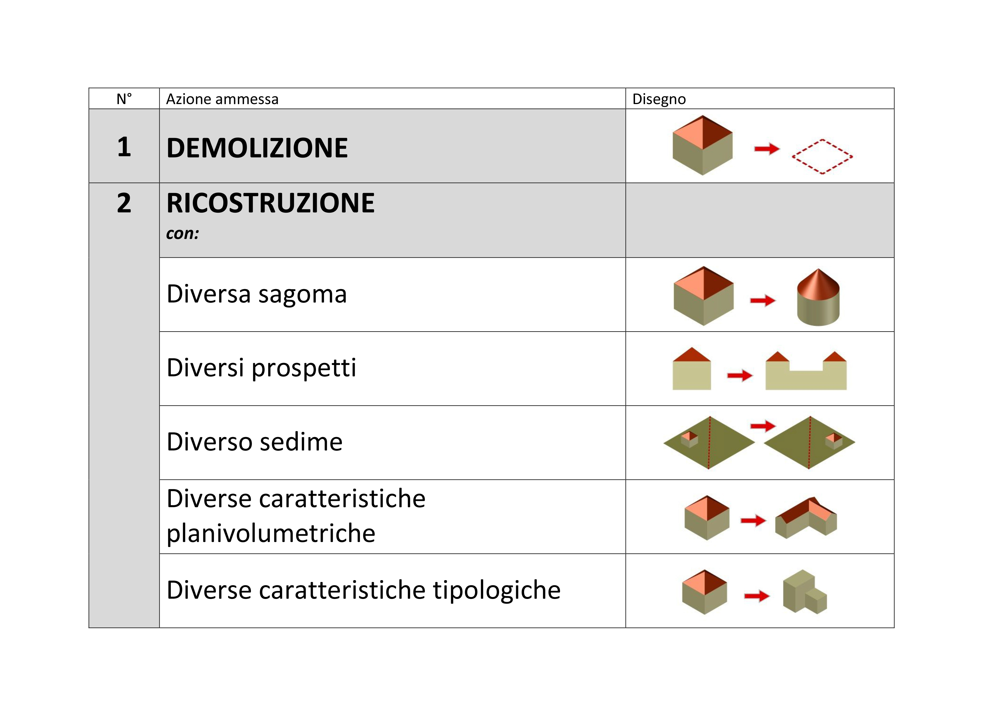 N°
Azione ammessa
Disegno
1
DEMOLIZIONE
2
RICOSTRUZIONE
con:
Diversa sagoma
Diversi prospetti
Diverso sedime
Diverse caratteristiche
planivolumetriche
Diverse caratteristiche tipologiche